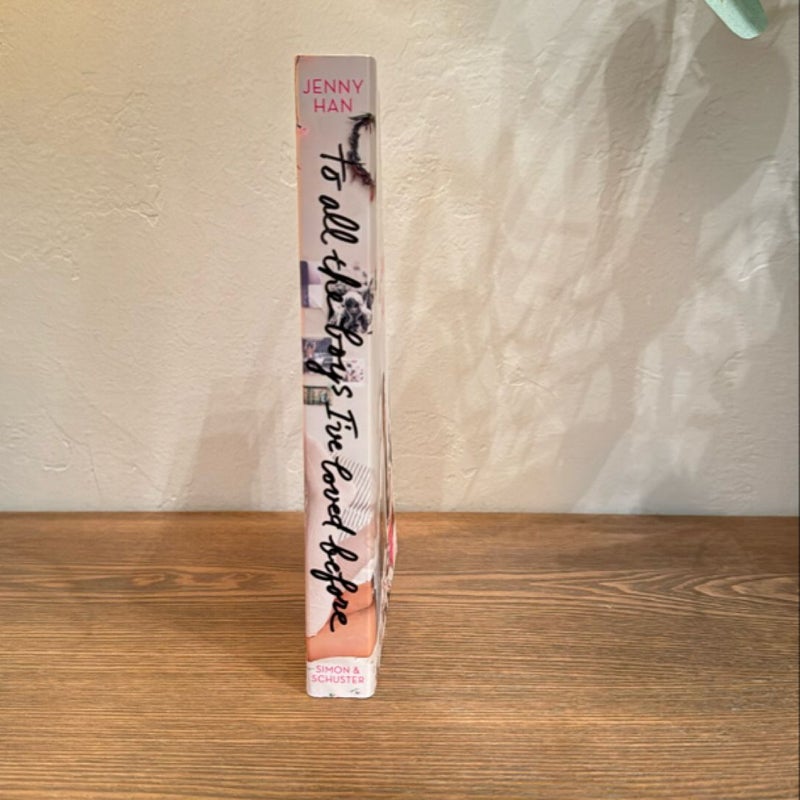 JENNY
HAN
to all the boys I've loved before
SIMON &
SCHUSTER